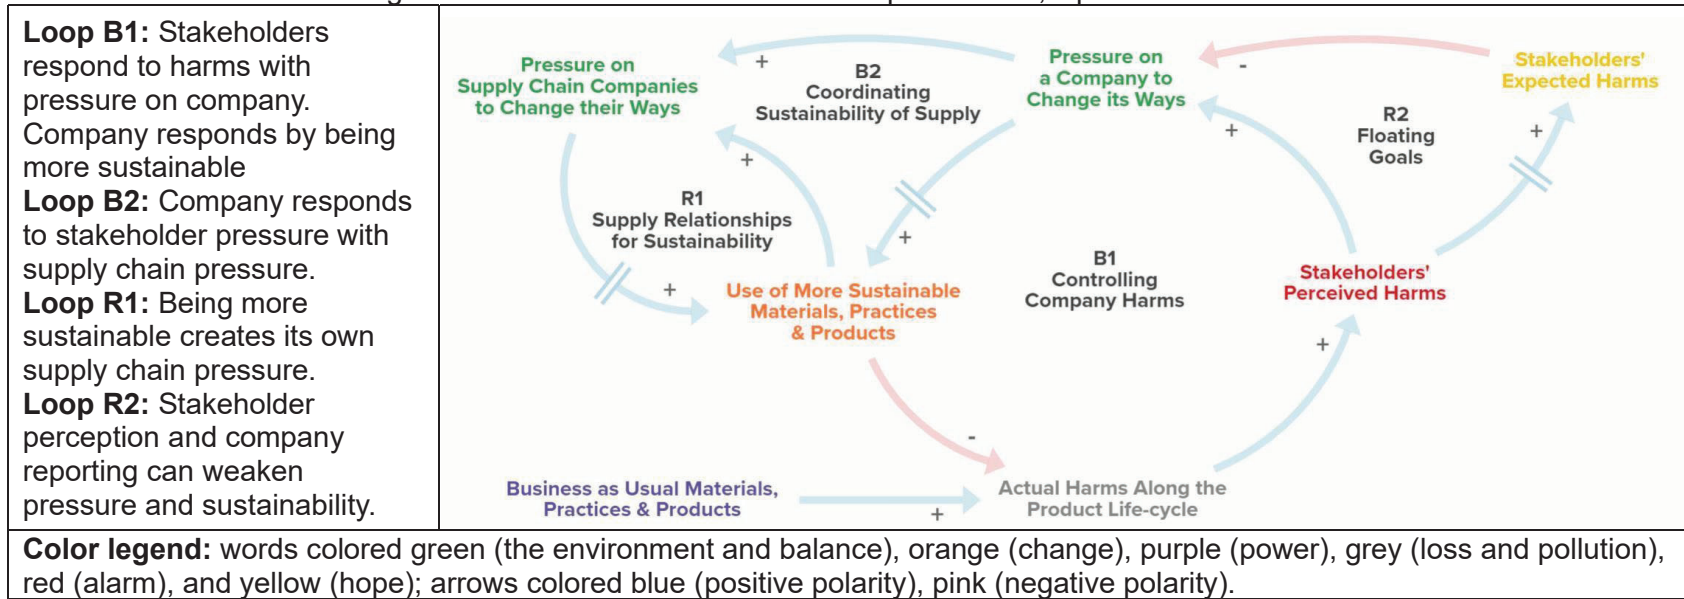 Loop B1: Stakeholders
respond to harms with
pressure on company.
Company responds by being
more sustainable
Loop B2: Company responds
to stakeholder pressure with
supply chain pressure.
Loop R1: Being more
sustainable creates its own
supply chain pressure.
Loop R2: Stakeholder
perception and company
reporting can weaken
pressure and sustainability.
Pressure on
Supply Chain Companies
to Change their Ways
+
B2
Coordinating
Sustainability of Supply
Pressure on
a Company to
Change its Ways
-
Stakeholders'
Expected Harms
+
R2
Floating
Goals
+
+
R1
Supply Relationships
for Sustainability
+
+
Use of More Sustainable
Materials, Practices
& Products
B1
Controlling
Company Harms
Stakeholders'
Perceived Harms
+
-
Business as Usual Materials,
Practices & Products
+
Actual Harms Along the
Product Life-cycle
Color legend: words colored green (the environment and balance), orange (change), purple (power), grey (loss and pollution),
red (alarm), and yellow (hope); arrows colored blue (positive polarity), pink (negative polarity).